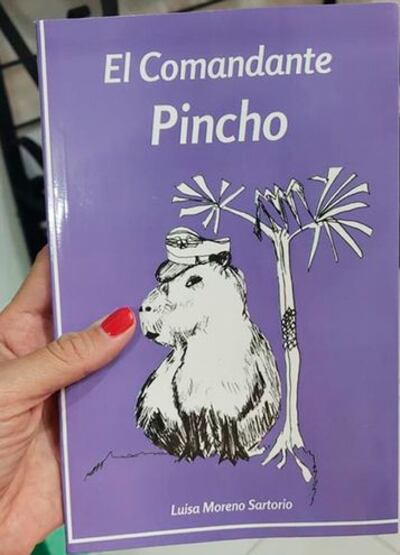 El Comandante
Pincho
Luisa Moreno Sartorio